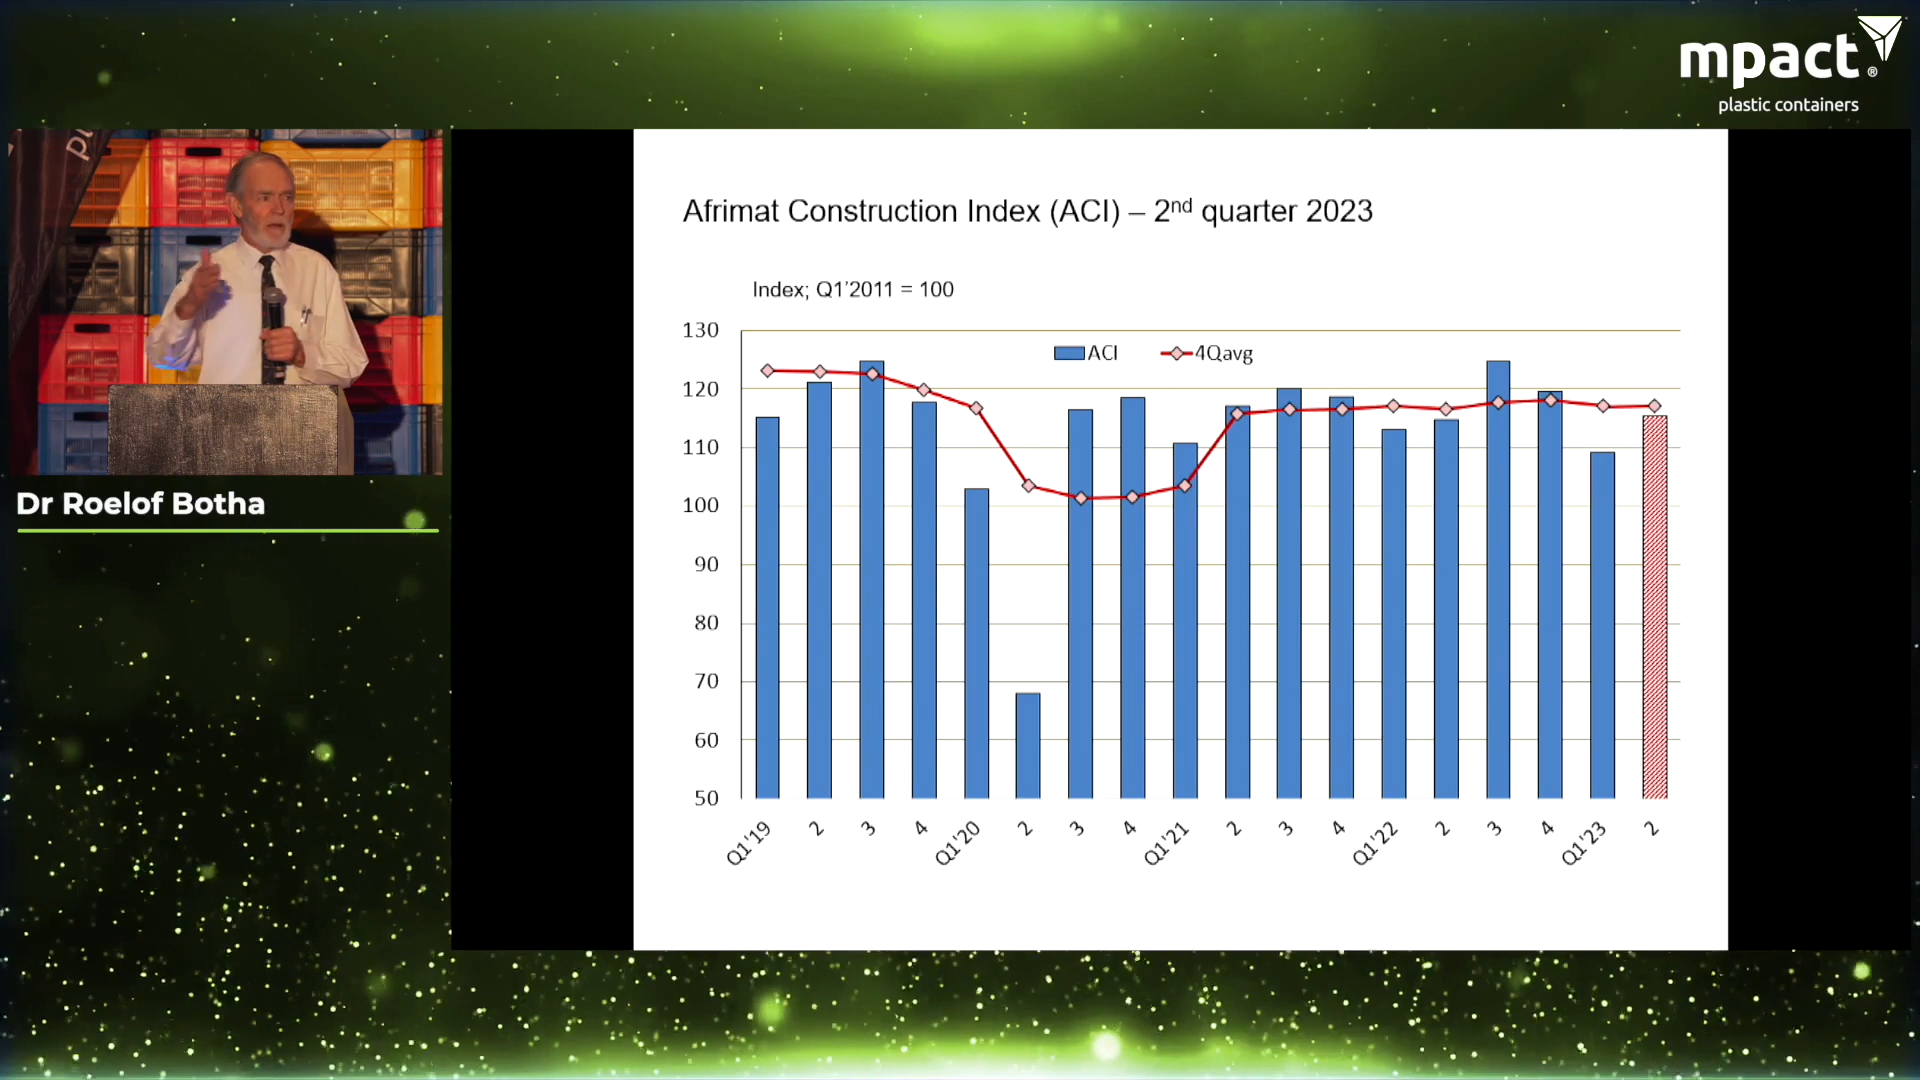 mpact®
plastic containers
pl
Dr Roelof Botha
Afrimat Construction Index (ACI) – 2nd quarter 2023
Index; Q1'2011 = 100
ACI
4Qavg
130
120
110
100
90
80
70
60
50
Q1'19
2
3
4
Q1'20
2
3
4
Q1'21
2
3
4
Q1'22
2
3
4
Q1'23
2